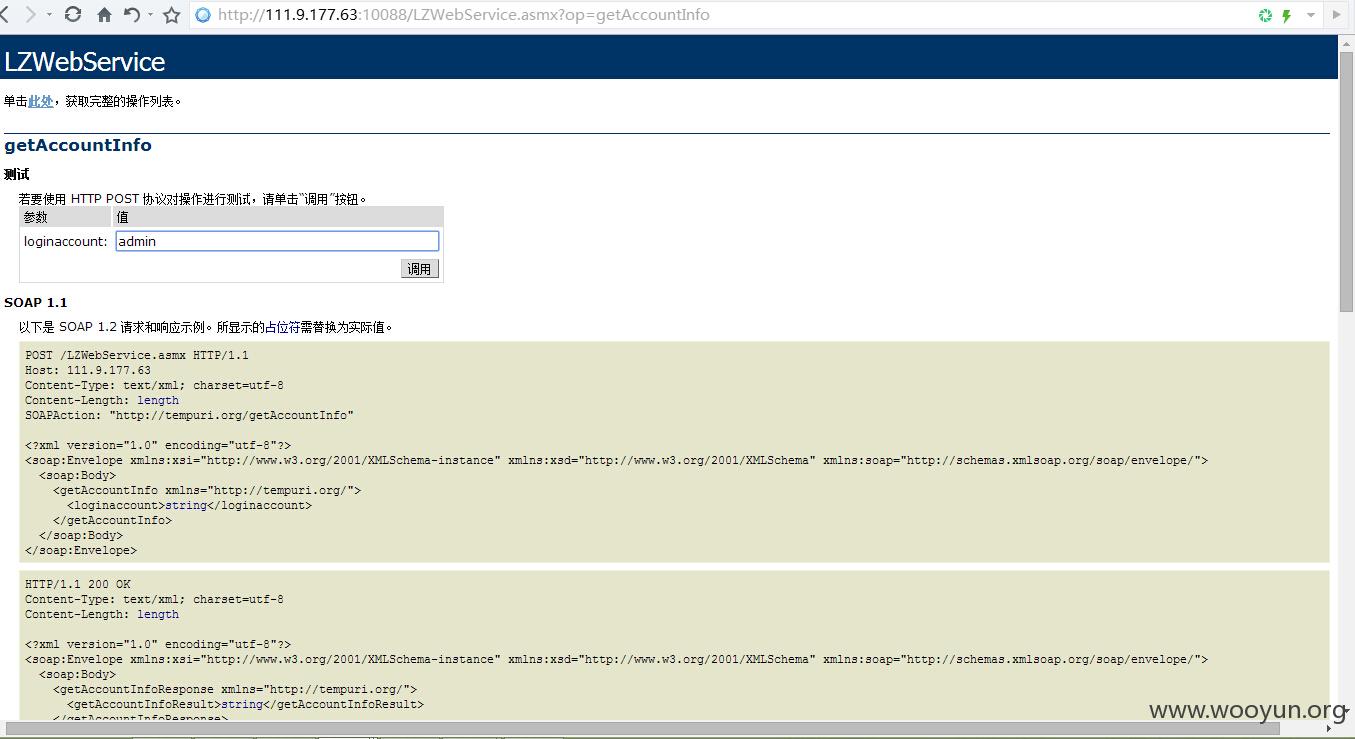 http://111.9.177.63:10088/LZWebService.asmx?op=getAccountInfo
LZWebService
单击此处，获取完整的操作列表。
getAccountInfo
测试
若要使用 HTTP POST 协议对操作进行测试，请单击“调用”按钮。
参数 值
loginaccount: admin
调用
SOAP 1.1
以下是 SOAP 1.2 请求和响应示例。所显示的占位符需替换为实际值。
POST /LZWebService.asmx HTTP/1.1
Host: 111.9.177.63
Content-Type: text/xml; charset=utf-8
Content-Length: length
SOAPAction: "http://tempuri.org/getAccountInfo"
<?xml version="1.0" encoding="utf-8"?>
<soap:Envelope xmlns:xsi="http://www.w3.org/2001/XMLSchema-instance" xmlns:xsd="http://www.w3.org/2001/XMLSchema" xmlns:soap="http://schemas.xmlsoap.org/soap/envelope/">
<soap:Body>
<getAccountInfo xmlns="http://tempuri.org/">
<loginaccount>string</loginaccount>
</getAccountInfo>
</soap:Body>
</soap:Envelope>
HTTP/1.1 200 OK
Content-Type: text/xml; charset=utf-8
Content-Length: length
<?xml version="1.0" encoding="utf-8"?>
<soap:Envelope xmlns:xsi="http://www.w3.org/2001/XMLSchema-instance" xmlns:xsd="http://www.w3.org/2001/XMLSchema" xmlns:soap="http://schemas.xmlsoap.org/soap/envelope/">
<soap:Body>
<getAccountInfoResponse xmlns="http://tempuri.org/">
<getAccountInfoResult>string</getAccountInfoResult>
</getAccountInfoResponse>
www.wooyun.org